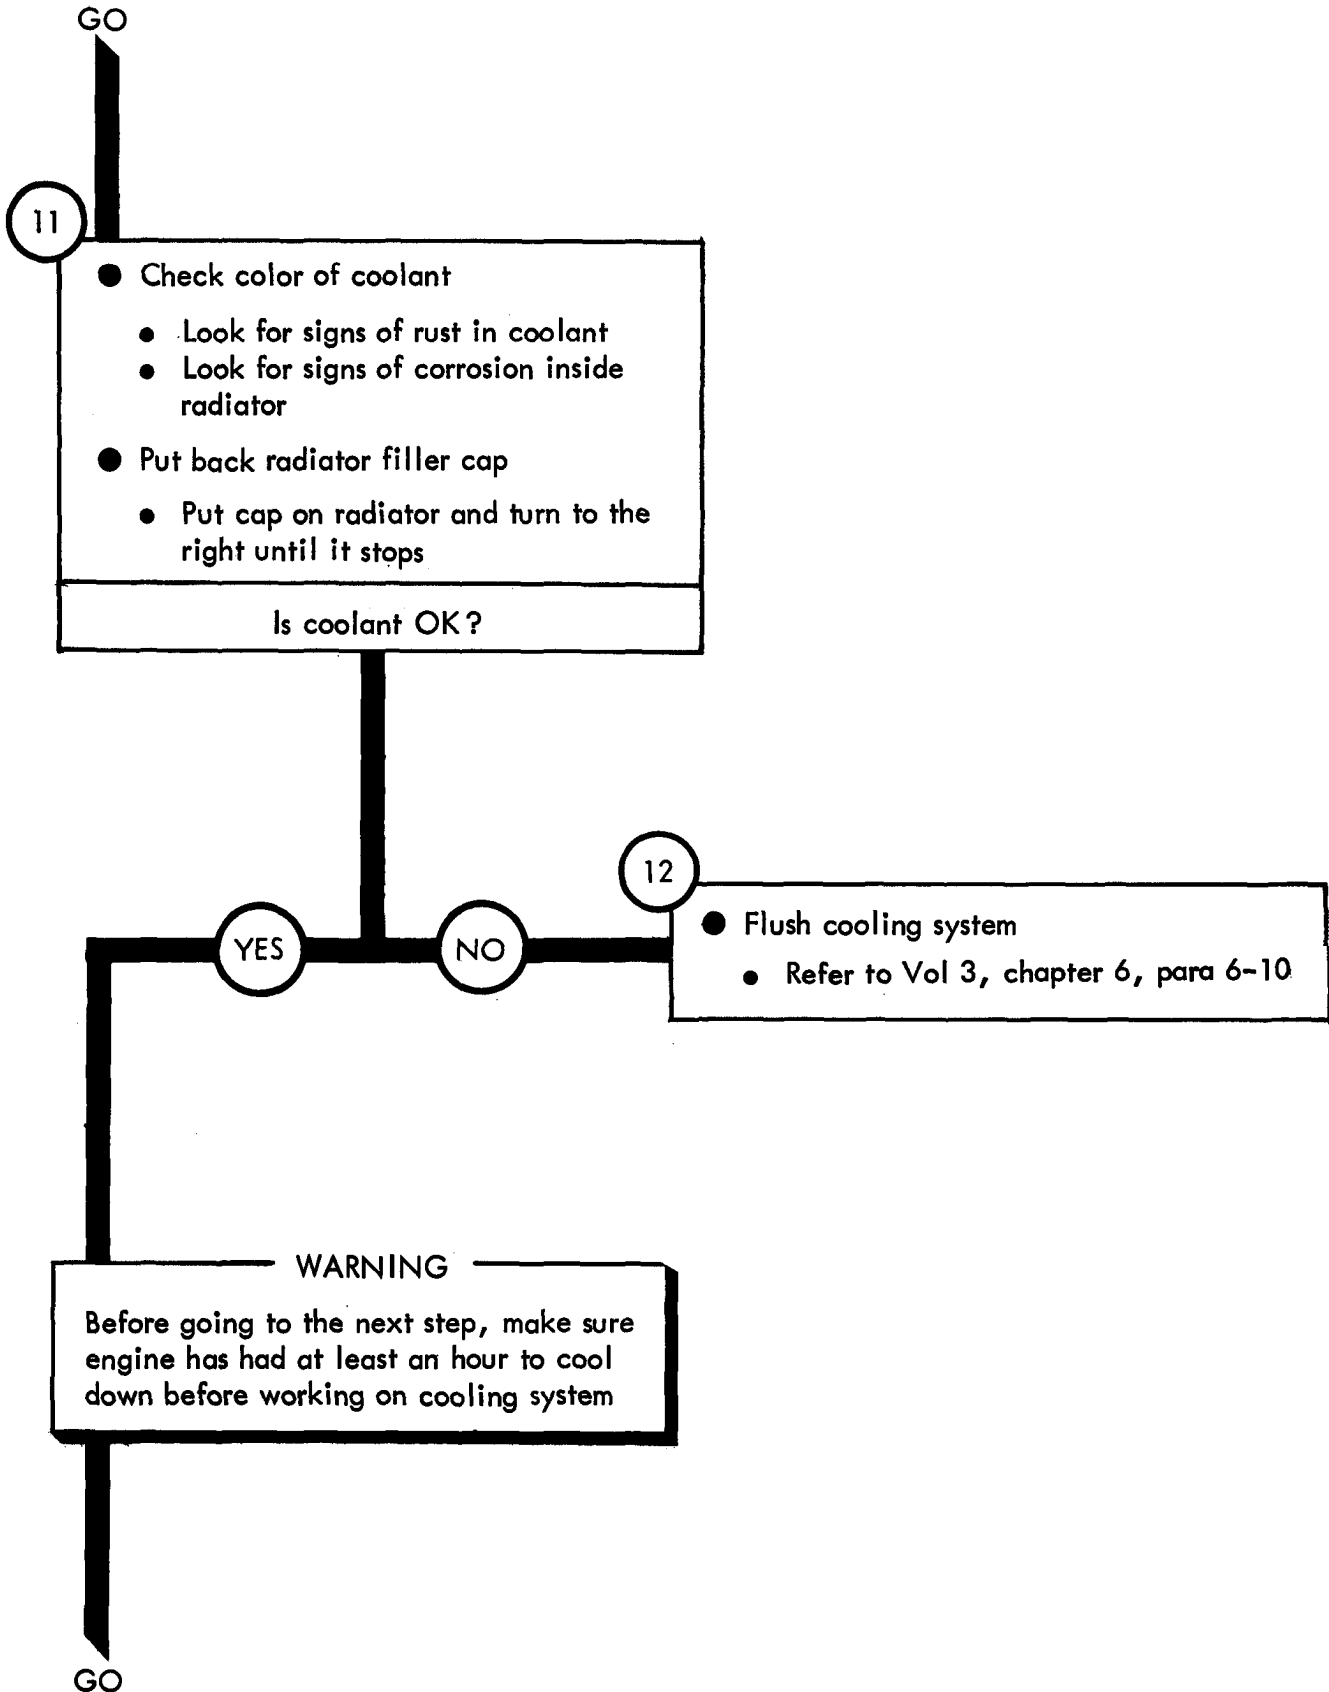 GO
11
● Check color of coolant
● Look for signs of rust in coolant
● Look for signs of corrosion inside
radiator
● Put back radiator filler cap
● Put cap on radiator and turn to the
right until it stops
Is coolant OK?
12
● Flush cooling system
● Refer to Vol 3, chapter 6, para 6-10
YES
NO
WARNING
Before going to the next step, make sure
engine has had at least an hour to cool
down before working on cooling system
GO